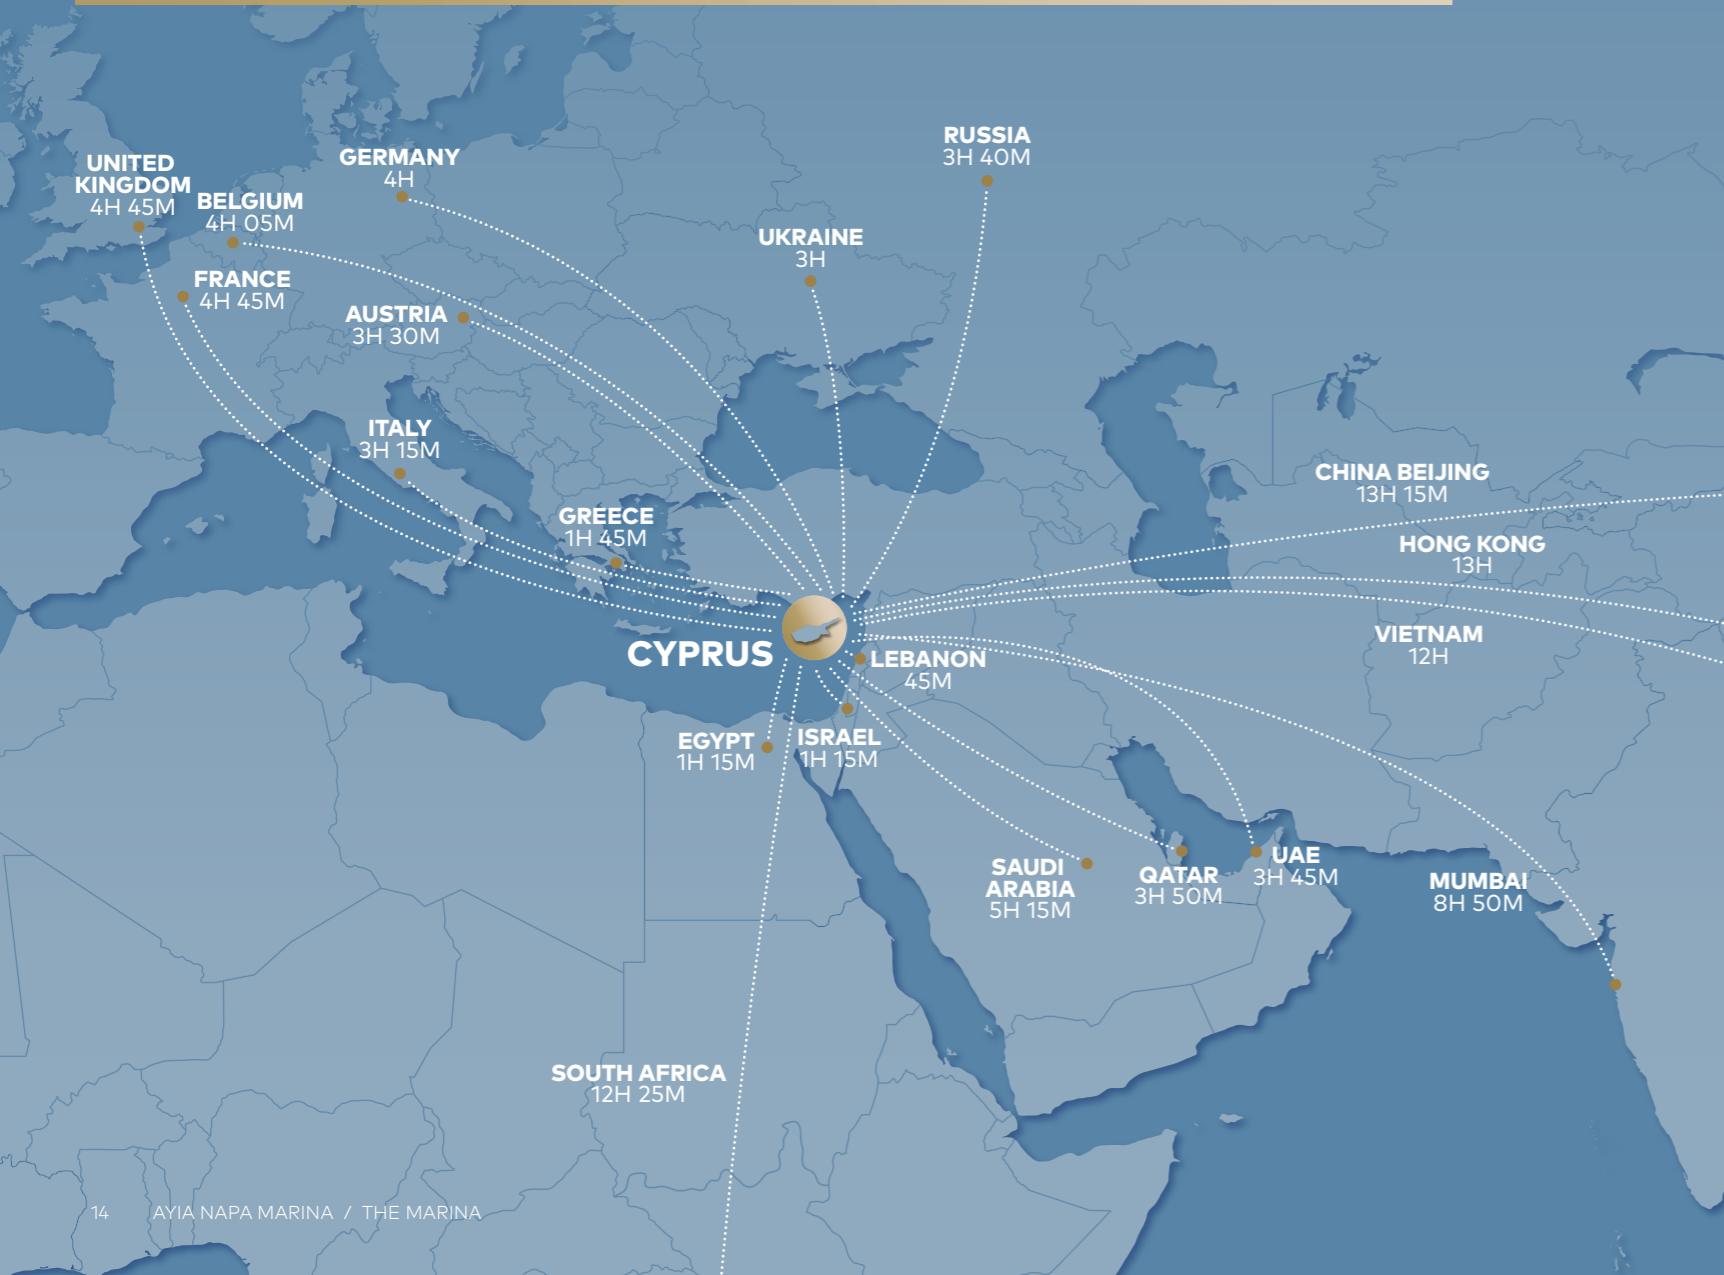 RUSSIA
3H 40M
UNITED
KINGDOM
4H 45M
GERMANY
4H
BELGIUM
4H 05M
UKRAINE
3H
FRANCE
4H 45M
AUSTRIA
3H 30M
ITALY
3H 15M
CHINA BEIJING
13H 15M
GREECE
1H 45M
HONG KONG
13H
VIETNAM
12H
CYPRUS
LEBANON
45M
EGYPT
1H 15M
ISRAEL
1H 15M
SAUDI
ARABIA
5H 15M
QATAR
3H 50M
UAE
3H 45M
MUMBAI
8H 50M
SOUTH AFRICA
12H 25M
14 AYIA NAPA MARINA / THE MARINA